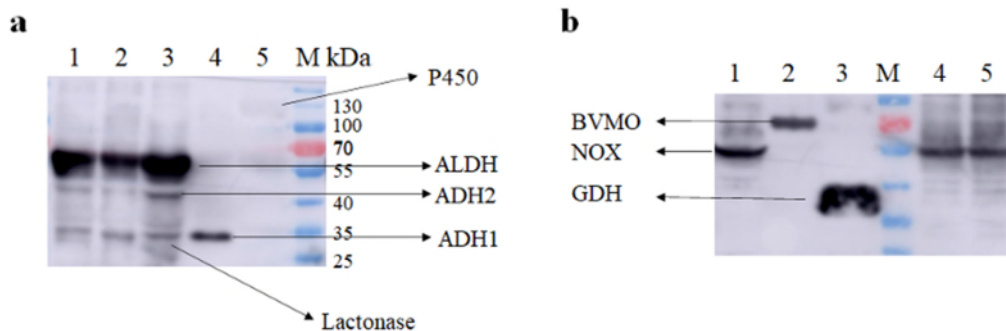 a
1 2 3 4 5 M kDa
P450
130
100
70
55
40
35
25
ALDH
ADH2
ADH1
Lactonase
b
1 2 3 M 4 5
BVMO
NOX
GDH